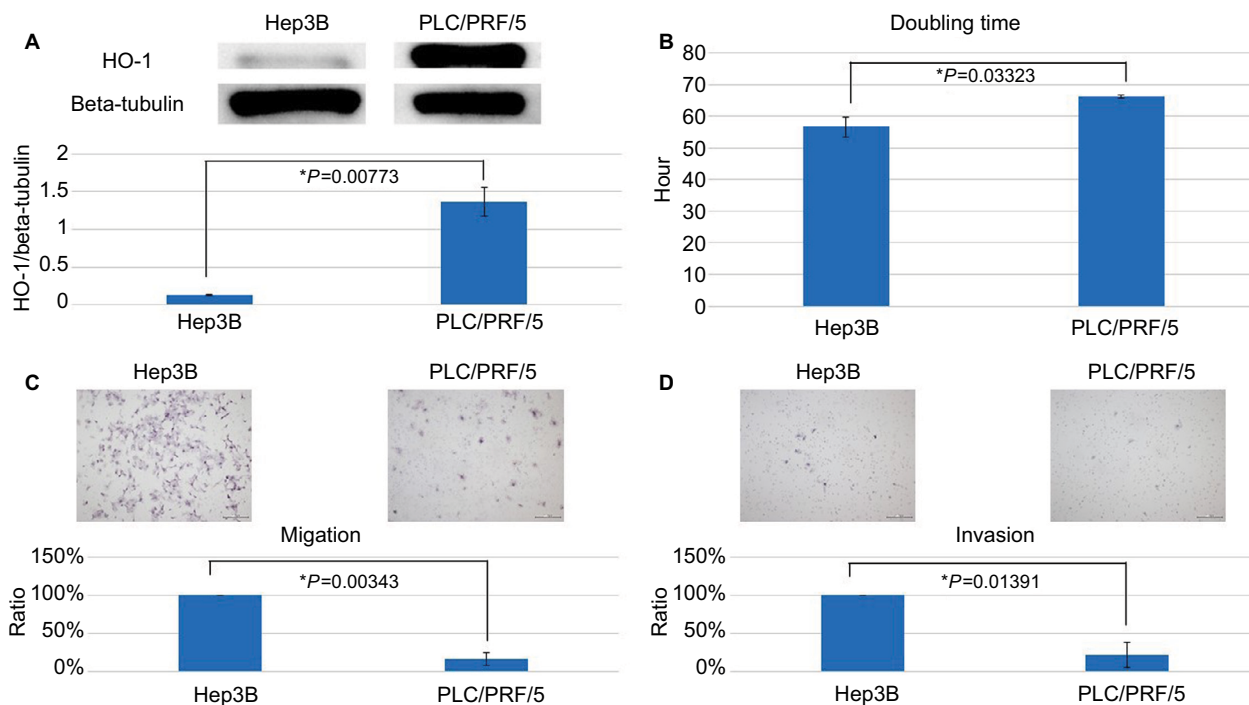 A
Hep3B
PLC/PRF/5
HO-1
Beta-tubulin
HO-1/beta-tubulin
2
1.5
1
0.5
0
*P=0.00773
Hep3B
PLC/PRF/5
B
Doubling time
Hour
80
70
60
50
40
30
20
10
0
*P=0.03323
Hep3B
PLC/PRF/5
C
Hep3B
PLC/PRF/5
Migation
Ratio
150%
100%
50%
0%
*P=0.00343
Hep3B
PLC/PRF/5
D
Hep3B
PLC/PRF/5
Invasion
Ratio
150%
100%
50%
0%
*P=0.01391
Hep3B
PLC/PRF/5